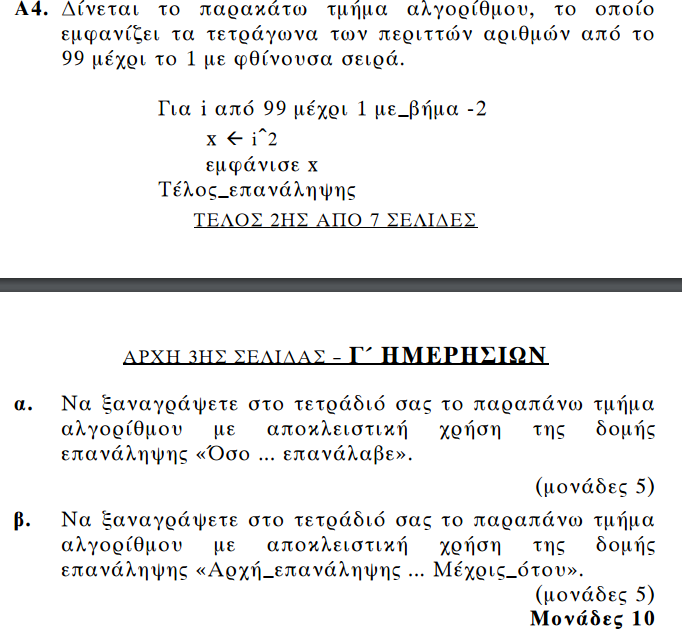 Α4. Δίνεται το παρακάτω τμήμα αλγορίθμου, το οποίο
εμφανίζει τα τετράγωνα των περιττών αριθμών από το
99 μέχρι το 1 με φθίνουσα σειρά.
Για i από 99 μέχρι 1 με_βήμα -2
x ← i^2
εμφάνισε x
Τέλος_επανάληψης
ΤΕΛΟΣ 2ΗΣ ΑΠΟ 7 ΣΕΛΙΔΕΣ
ΑΡΧΗ 3ΗΣ ΣΕΛΙΔΑΣ – Γ΄ ΗΜΕΡΗΣΙΩΝ
α. Να ξαναγράψετε στο τετράδιό σας το παραπάνω τμήμα
αλγορίθμου με αποκλειστική χρήση της δομής
επανάληψης «Όσο ... επανάλαβε».
(μονάδες 5)
β. Να ξαναγράψετε στο τετράδιό σας το παραπάνω τμήμα
αλγορίθμου με αποκλειστική χρήση της δομής
επανάληψης «Αρχή_επανάληψης ... Μέχρις_ότου».
(μονάδες 5)
Μονάδες 10